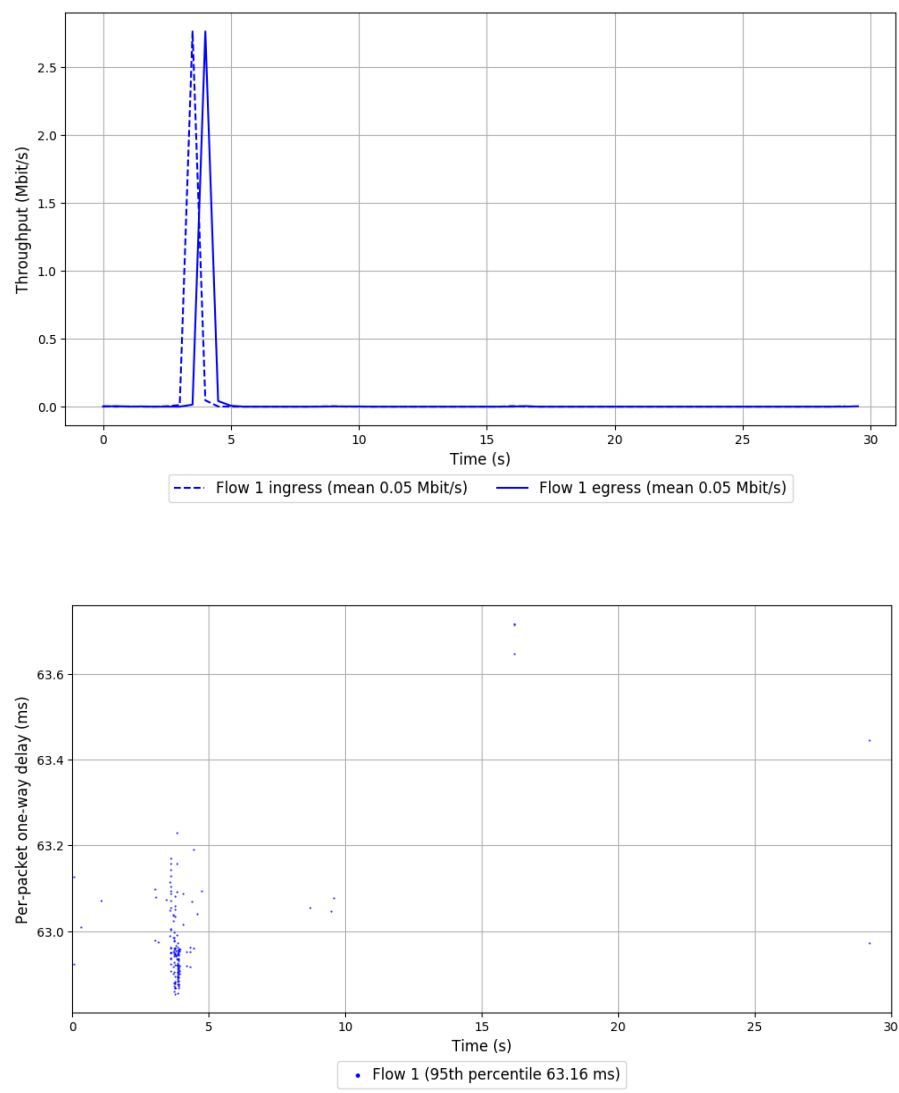 2.5
2.0
1.5
1.0
0.5
0.0
Throughput (Mbit/s)
0 5 10 15 20 25 30
Time (s)
Flow 1 ingress (mean 0.05 Mbit/s) Flow 1 egress (mean 0.05 Mbit/s)
63.6
63.4
63.2
63.0
Per-packet one-way delay (ms)
0 5 10 15 20 25 30
Time (s)
Flow 1 (95th percentile 63.16 ms)